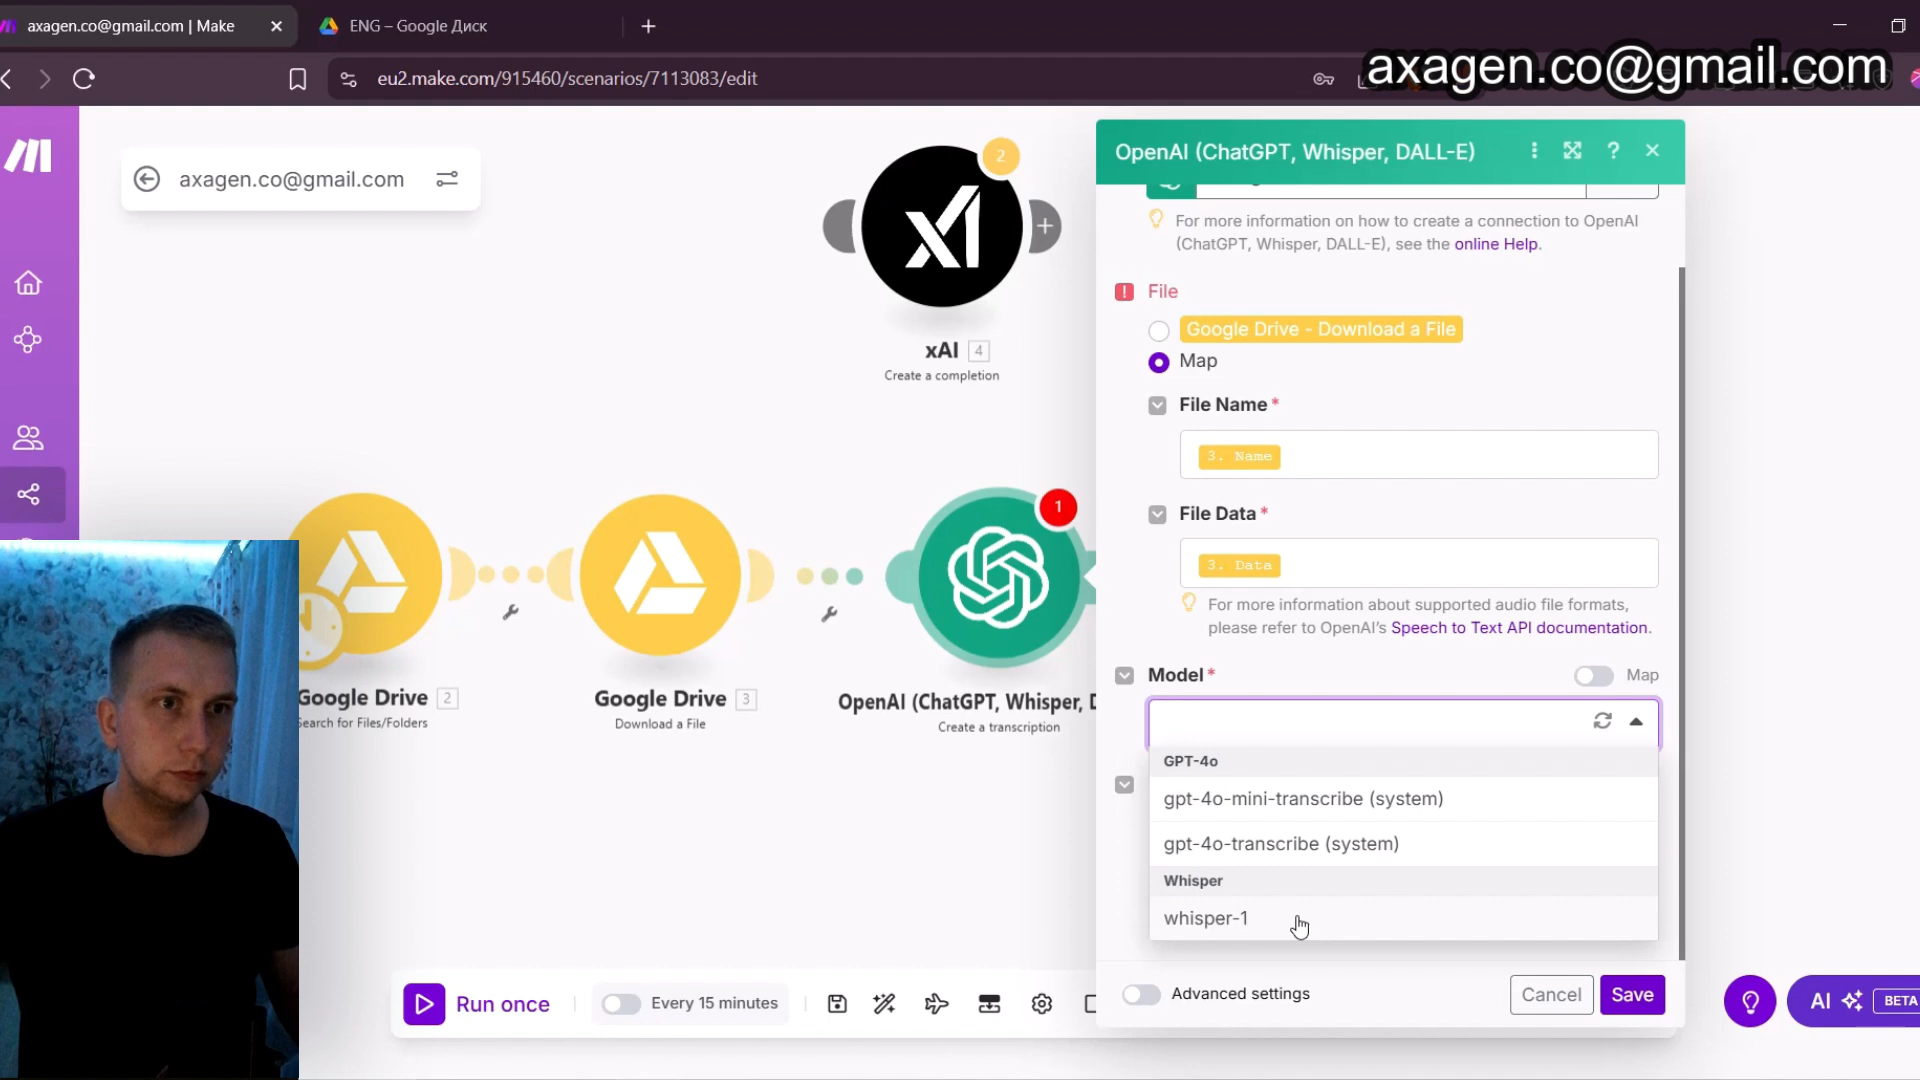 axagen.co@gmail.com | Make
ENG – Google Диск
eu2.make.com/915460/scenarios/7113083/edit
axagen.co@gmail.com
axagen.co@gmail.com
2
xAI 4
Create a completion
OpenAI (ChatGPT, Whisper, DALL-E)
For more information on how to create a connection to OpenAI
(ChatGPT, Whisper, DALL-E), see the online Help.
File
Google Drive - Download a File
Map
File Name *
3. Name
File Data *
3. Data
For more information about supported audio file formats,
please refer to OpenAI's Speech to Text API documentation.
Model *
Map
GPT-4o
gpt-4o-mini-transcribe (system)
gpt-4o-transcribe (system)
Whisper
whisper-1
Advanced settings
Cancel
Save
Google Drive 2
Search for Files/Folders
Google Drive 3
Download a File
1
OpenAI (ChatGPT, Whisper, D
Create a transcription
Run once
Every 15 minutes
AI
BETA